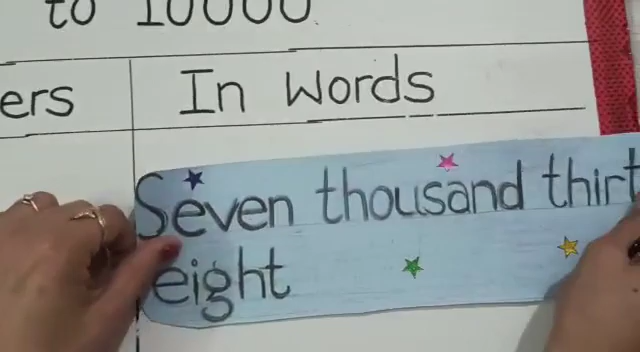 to 10000
ers In Words
Seven thousand thirt
eight